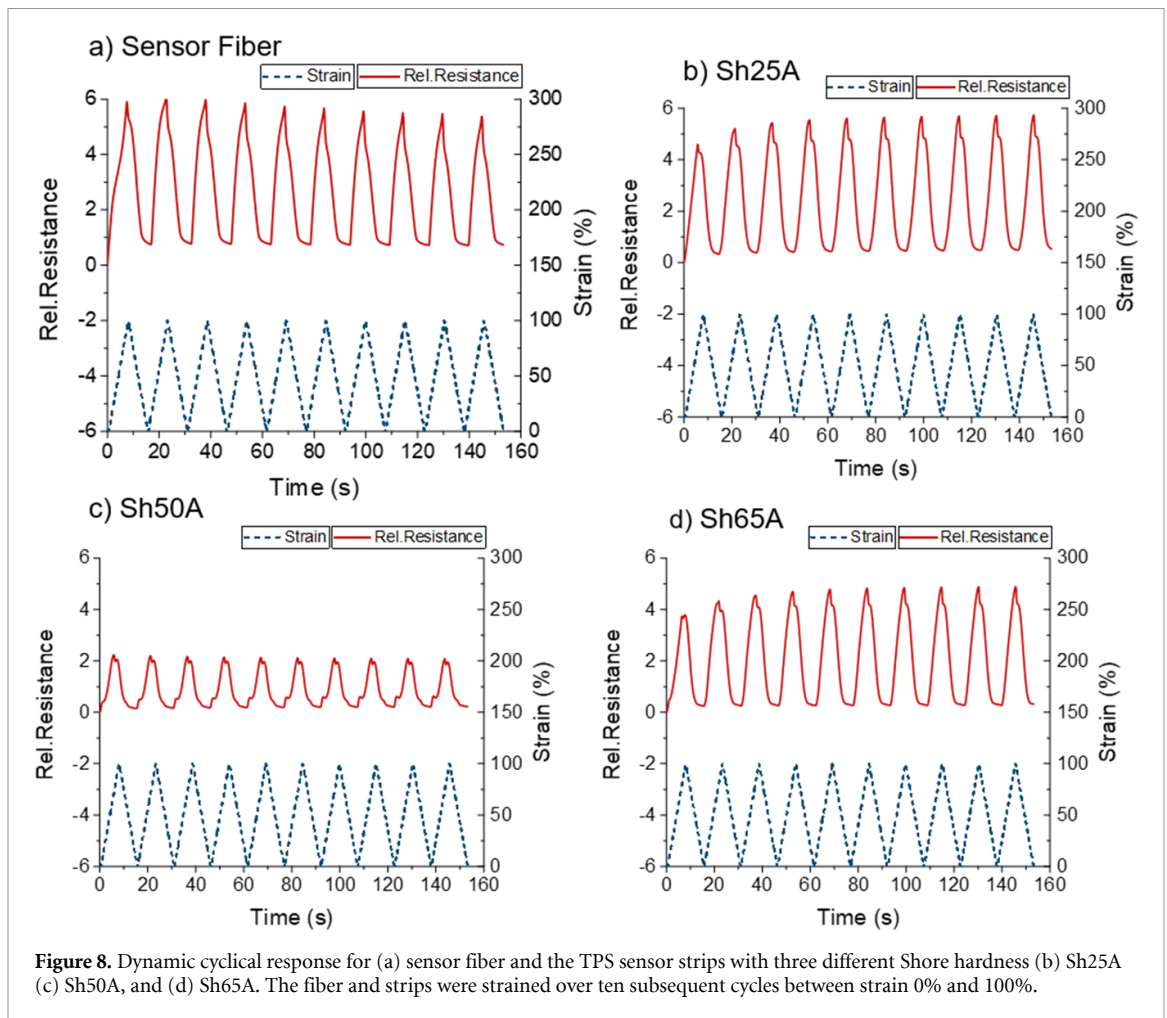 a) Sensor Fiber
Strain Rel.Resistance
6
4
2
0
-2
-4
-6
Rel.Resistance
300
250
200
150
100
50
0
Strain (%)
0 20 40 60 80 100 120 140 160
Time (s)
b) Sh25A
Strain Rel.Resistance
6
4
2
0
-2
-4
-6
Rel.Resistance
300
250
200
150
100
50
0
Strain (%)
0 20 40 60 80 100 120 140 160
Time (s)
c) Sh50A
Strain Rel.Resistance
6
4
2
0
-2
-4
-6
Rel.Resistance
300
250
200
150
100
50
0
Strain (%)
0 20 40 60 80 100 120 140 160
Time (s)
d) Sh65A
Strain Rel.Resistance
6
4
2
0
-2
-4
-6
Rel.Resistance
300
250
200
150
100
50
0
Strain (%)
0 20 40 60 80 100 120 140 160
Time (s)
Figure 8. Dynamic cyclical response for (a) sensor fiber and the TPS sensor strips with three different Shore hardness (b) Sh25A
(c) Sh50A, and (d) Sh65A. The fiber and strips were strained over ten subsequent cycles between strain 0% and 100%.